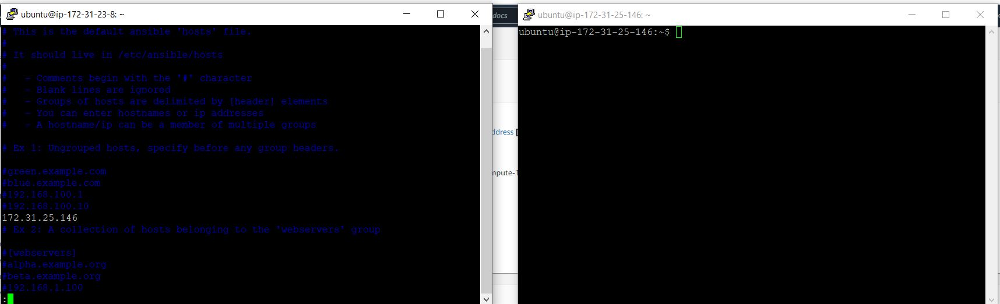 ubuntu@ip-172-31-23-8: ~
# This is the default ansible 'hosts' file.
#
# It should live in /etc/ansible/hosts
#
#   - Comments begin with the '#' character
#   - Blank lines are ignored
#   - Groups of hosts are delimited by [header] elements
#   - You can enter hostnames or ip addresses
#   - A hostname/ip can be a member of multiple groups
# Ex 1: Ungrouped hosts, specify before any group headers.
#green.example.com
#blue.example.com
#192.168.100.1
#192.168.100.10
172.31.25.146
# Ex 2: A collection of hosts belonging to the 'webservers' group
#[webservers]
#alpha.example.org
#beta.example.org
#192.168.1.100
:
docs
ddress [
mpute-1
ubuntu@ip-172-31-25-146: ~
ubuntu@ip-172-31-25-146:~$